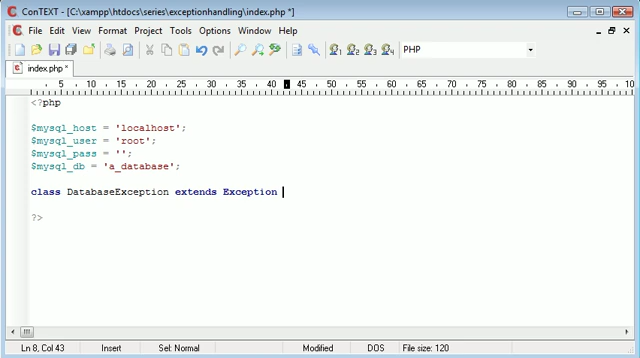 ConTEXT - [C:\xampp\htdocs\series\exceptionhandling\index.php *]
File Edit View Format Project Tools Options Window Help
PHP
index.php *
5 10 15 20 25 30 35 40 45 50 55 60 65 70 75 80 85 90 95 10
<?php
$mysql_host = 'localhost';
$mysql_user = 'root';
$mysql_pass = '';
$mysql_db = 'a_database';
class DatabaseException extends Exception
?>
Ln 8, Col 43 Insert Sel: Normal Modified DOS File size: 120